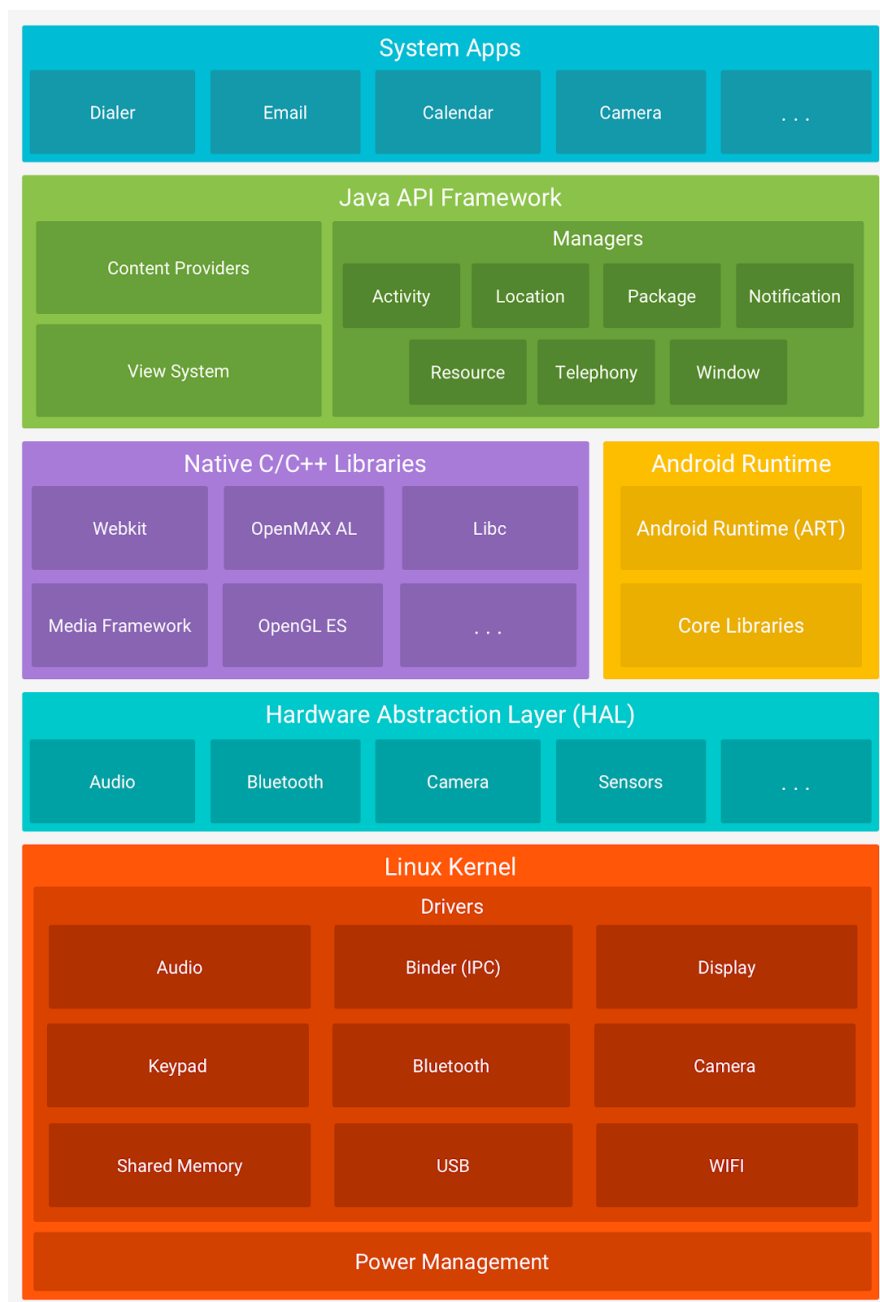 System Apps
Dialer
Email
Calendar
Camera
. . .
Java API Framework
Content Providers
View System
Managers
Activity
Location
Package
Notification
Resource
Telephony
Window
Native C/C++ Libraries
Webkit
OpenMAX AL
Libc
Media Framework
OpenGL ES
. . .
Android Runtime
Android Runtime (ART)
Core Libraries
Hardware Abstraction Layer (HAL)
Audio
Bluetooth
Camera
Sensors
. . .
Linux Kernel
Drivers
Audio
Binder (IPC)
Display
Keypad
Bluetooth
Camera
Shared Memory
USB
WIFI
Power Management